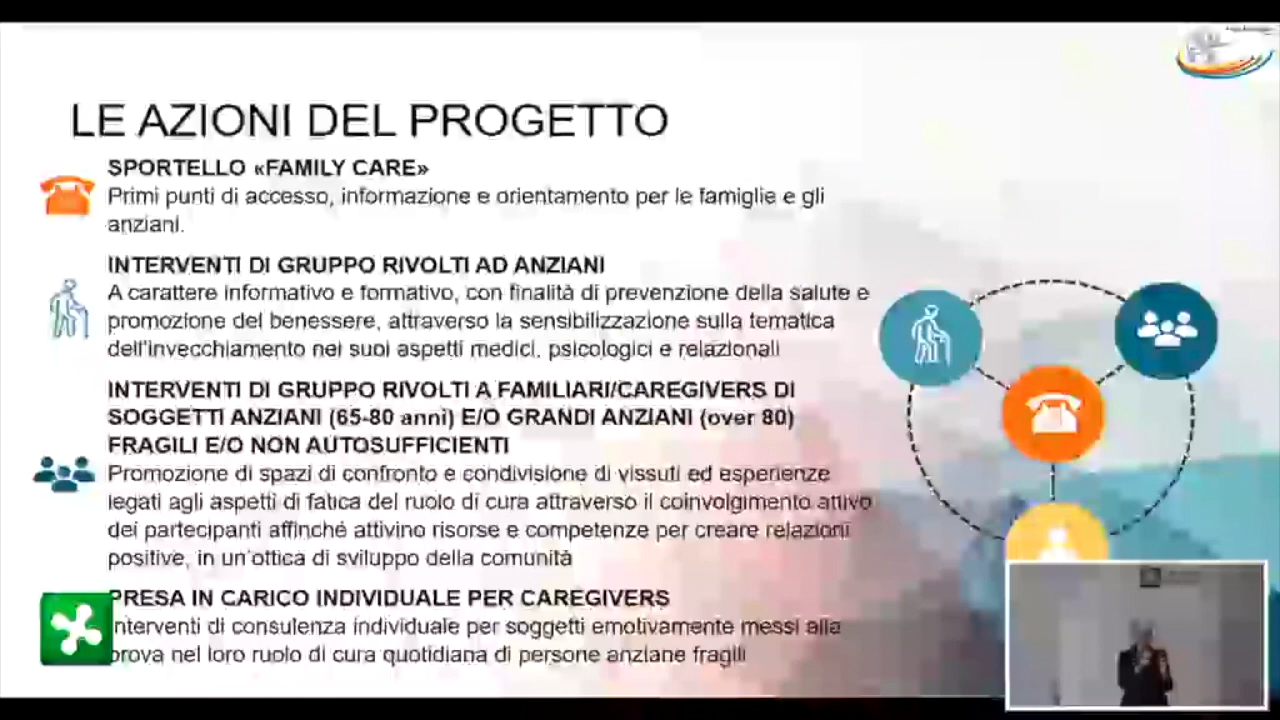 LE AZIONI DEL PROGETTO
SPORTELLO «FAMILY CARE»
Primi punti di accesso, informazione e orientamento per le famiglie e gli
anziani.
INTERVENTI DI GRUPPO RIVOLTI AD ANZIANI
A carattere informativo e formativo, con finalità di prevenzione della salute e
promozione del benessere, attraverso la sensibilizzazione sulla tematica
dell'invecchiamento nei suoi aspetti medici, psicologici e relazionali
INTERVENTI DI GRUPPO RIVOLTI A FAMILIARI/CAREGIVERS DI
SOGGETTI ANZIANI (65-80 anni) E/O GRANDI ANZIANI (over 80)
FRAGILI E/O NON AUTOSUFFICIENTI
Promozione di spazi di confronto e condivisione di vissuti ed esperienze
legati agli aspetti di fatica del ruolo di cura attraverso il coinvolgimento attivo
dei partecipanti affinché attivino risorse e competenze per creare relazioni
positive, in un'ottica di sviluppo della comunità
PRESA IN CARICO INDIVIDUALE PER CAREGIVERS
Interventi di consulenza individuale per soggetti emotivamente messi alla
prova nel loro ruolo di cura quotidiana di persone anziane fragili